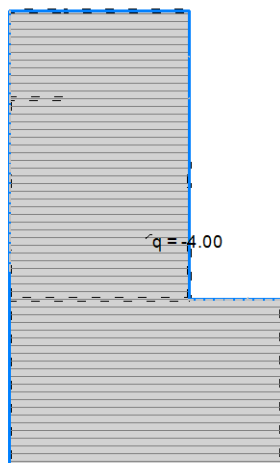 q = -4.00